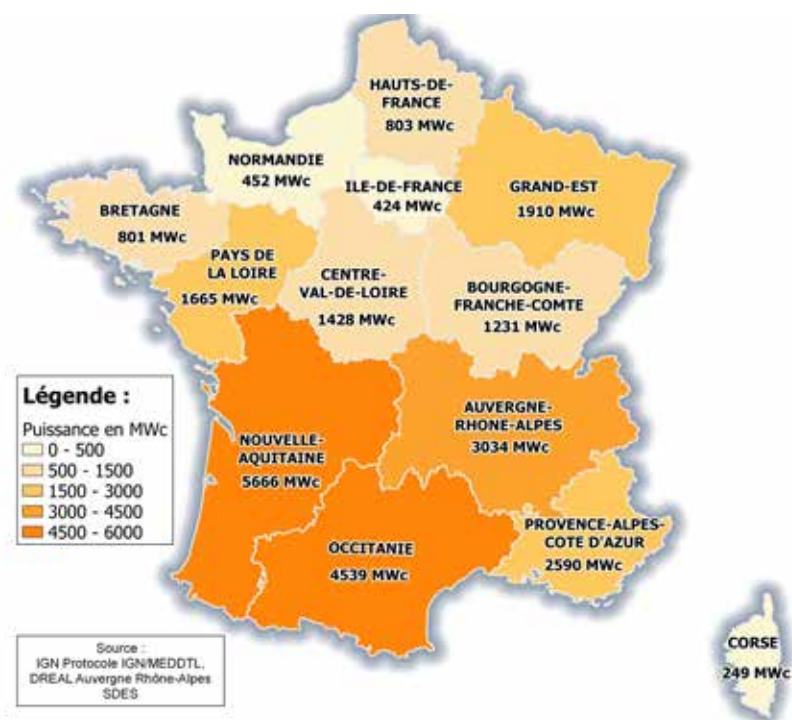 HAUTS-DE-
FRANCE
803 MWc
NORMANDIE
452 MWc
ILE-DE-FRANCE
424 MWc
GRAND-EST
1910 MWc
BRETAGNE
801 MWc
PAYS DE
LA LOIRE
1665 MWc
CENTRE-
VAL-DE-LOIRE
1428 MWc
BOURGOGNE-
FRANCHE-COMTE
1231 MWc
Légende :
Puissance en MWc
0 - 500
500 - 1500
1500 - 3000
3000 - 4500
4500 - 6000
NOUVELLE-
AQUITAINE
5666 MWc
AUVERGNE-
RHONE-ALPES
3034 MWc
OCCITANIE
4539 MWc
PROVENCE-ALPES-
COTE D'AZUR
2590 MWc
CORSE
249 MWc
Source :
IGN Protocole IGN/MEDDTL,
DREAL Auvergne Rhône-Alpes
SDES